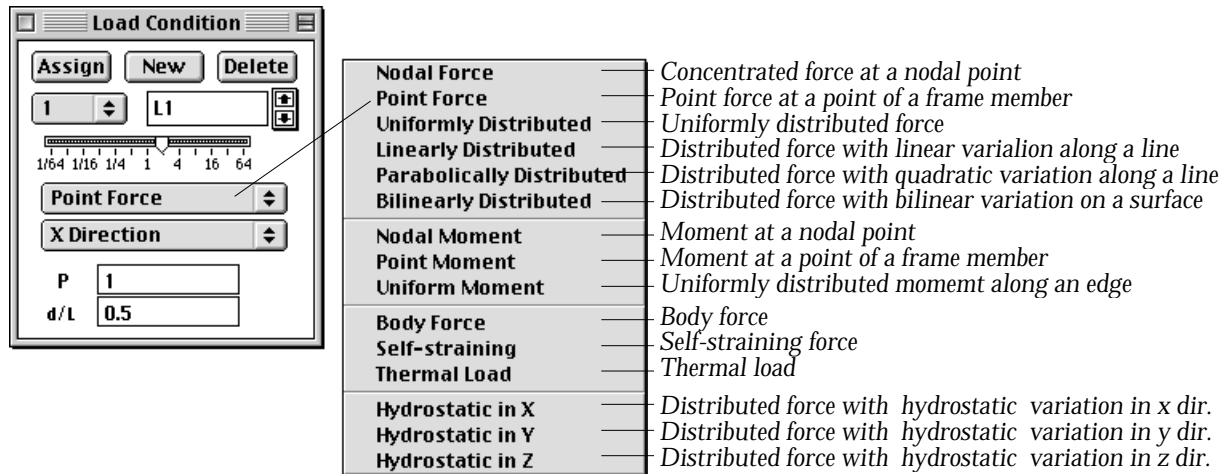 Load Condition
Assign New Delete
1 L1
1/64 1/16 1/4 1 4 16 64
Point Force
X Direction
P 1
d/L 0.5
Nodal Force Concentrated force at a nodal point
Point Force Point force at a point of a frame member
Uniformly Distributed Uniformly distributed force
Linearly Distributed Distributed force with linear varialion along a line
Parabolically Distributed Distributed force with quadratic variation along a line
Bilinearly Distributed Distributed force with bilinear variation on a surface
Nodal Moment Moment at a nodal point
Point Moment Moment at a point of a frame member
Uniform Moment Uniformly distributed momemt along an edge
Body Force Body force
Self-straining Self-straining force
Thermal Load Thermal load
Hydrostatic in X Distributed force with hydrostatic variation in x dir.
Hydrostatic in Y Distributed force with hydrostatic variation in y dir.
Hydrostatic in Z Distributed force with hydrostatic variation in z dir.